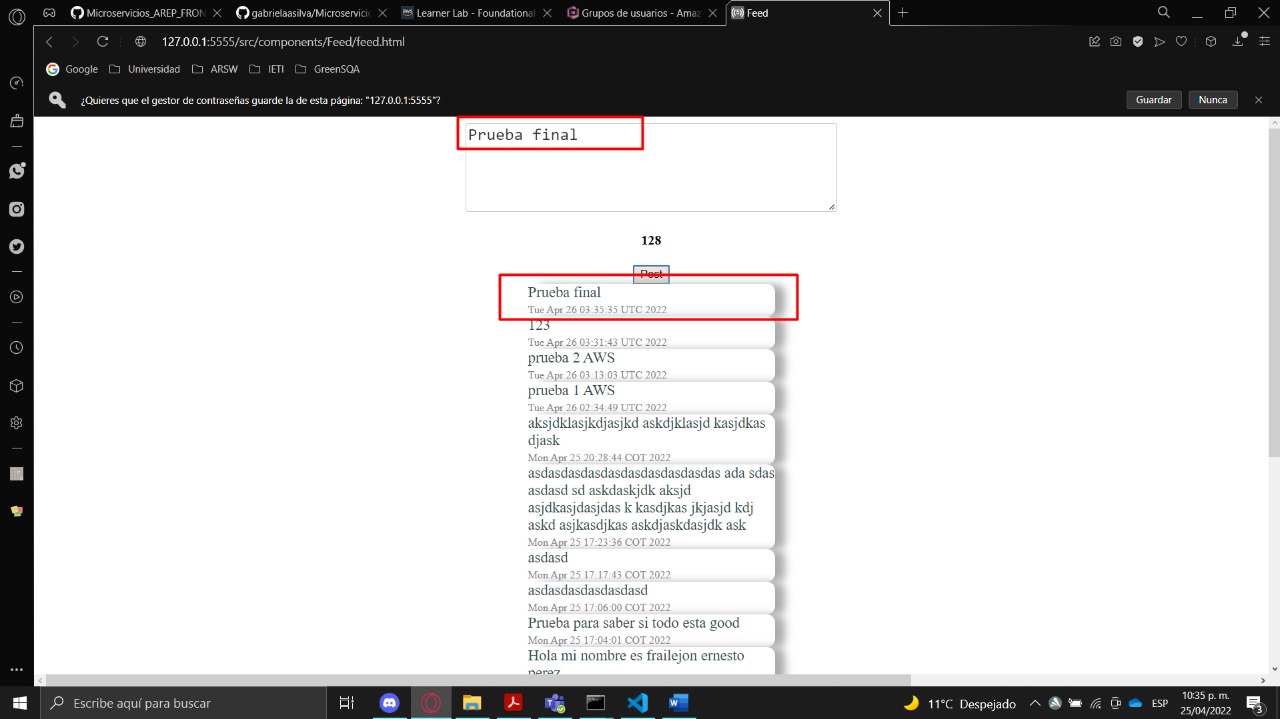 Microservicios_AREP_FRON
gabrielaasilva/Microservicio
Learner Lab - Foundational
Grupos de usuarios - Amaz
Feed
127.0.0.1:5555/src/components/Feed/feed.html
Google
Universidad
ARSW
IETI
GreenSQA
¿Quieres que el gestor de contraseñas guarde la de esta página: "127.0.0.1:5555"?
Guardar
Nunca
Prueba final
128
Post
Prueba final
Tue Apr 26 03:35:35 UTC 2022
123
Tue Apr 26 03:31:43 UTC 2022
prueba 2 AWS
Tue Apr 26 03:13:03 UTC 2022
prueba 1 AWS
Tue Apr 26 02:34:49 UTC 2022
aksjdklasjkdjasjkd askdjklasjd kasjdkas
djask
Mon Apr 25 20:28:44 COT 2022
asdasdasdasdasdasdasdasdasdas ada sdas
asdasd sd askdaskjdk aksjd
asjdkasjdasjdas k kasdjkas jkjasjd kdj
askd asjkasdjkas askdjaskdasjdk ask
Mon Apr 25 17:23:36 COT 2022
asdasd
Mon Apr 25 17:17:43 COT 2022
asdasdasdasdasdasd
Mon Apr 25 17:06:00 COT 2022
Prueba para saber si todo esta good
Mon Apr 25 17:04:01 COT 2022
Hola mi nombre es frailejon ernesto
perez
Escribe aquí para buscar
11°C Despejado
ESP
10:35 p. m.
25/04/2022
3